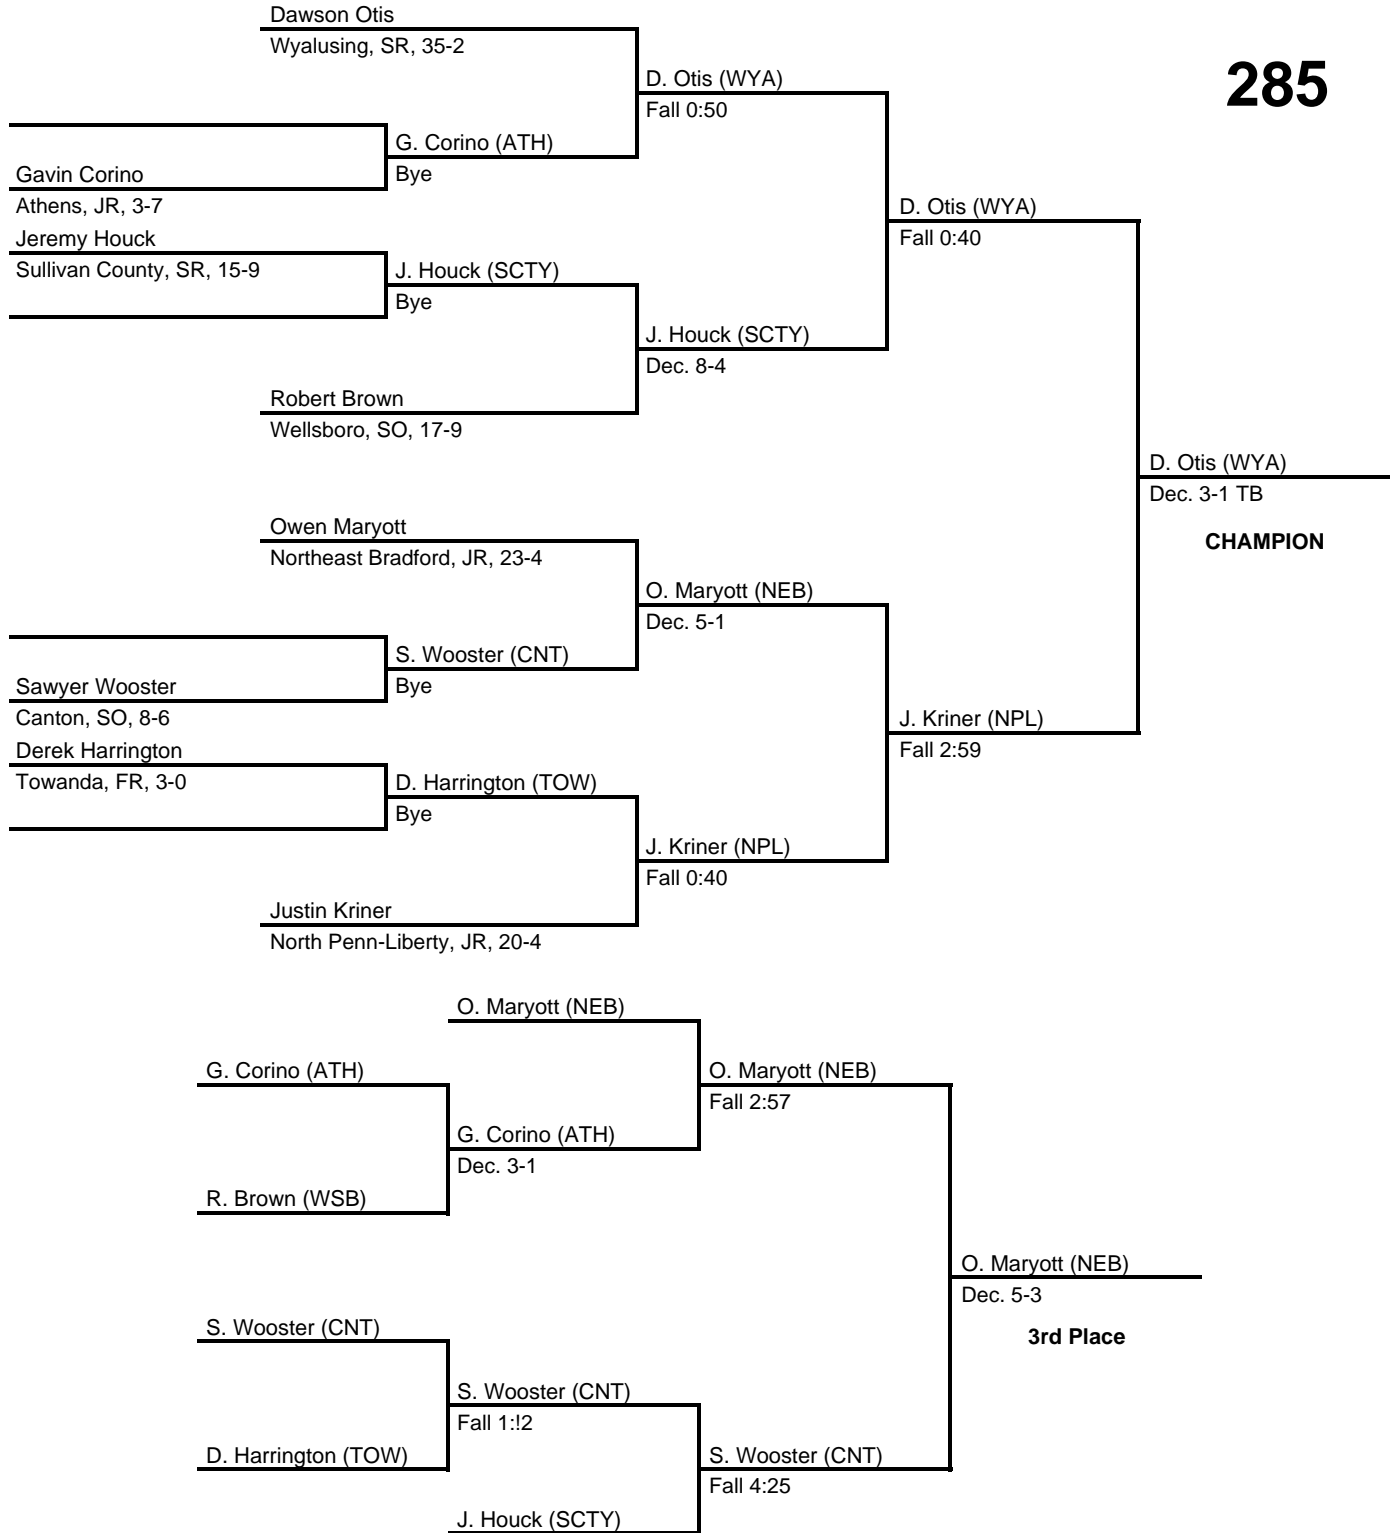 285
Dawson Otis
Wyalusing, SR, 35-2
D. Otis (WYA)
Fall 0:50
G. Corino (ATH)
Bye
Gavin Corino
Athens, JR, 3-7
D. Otis (WYA)
Fall 0:40
Jeremy Houck
Sullivan County, SR, 15-9
J. Houck (SCTY)
Bye
J. Houck (SCTY)
Dec. 8-4
Robert Brown
Wellsboro, SO, 17-9
D. Otis (WYA)
Dec. 3-1 TB
CHAMPION
Owen Maryott
Northeast Bradford, JR, 23-4
O. Maryott (NEB)
Dec. 5-1
S. Wooster (CNT)
Bye
Sawyer Wooster
Canton, SO, 8-6
J. Kriner (NPL)
Fall 2:59
Derek Harrington
Towanda, FR, 3-0
D. Harrington (TOW)
Bye
J. Kriner (NPL)
Fall 0:40
Justin Kriner
North Penn-Liberty, JR, 20-4
O. Maryott (NEB)
G. Corino (ATH)
O. Maryott (NEB)
Fall 2:57
G. Corino (ATH)
Dec. 3-1
R. Brown (WSB)
O. Maryott (NEB)
Dec. 5-3
3rd Place
S. Wooster (CNT)
S. Wooster (CNT)
Fall 1:!2
D. Harrington (TOW)
S. Wooster (CNT)
Fall 4:25
J. Houck (SCTY)